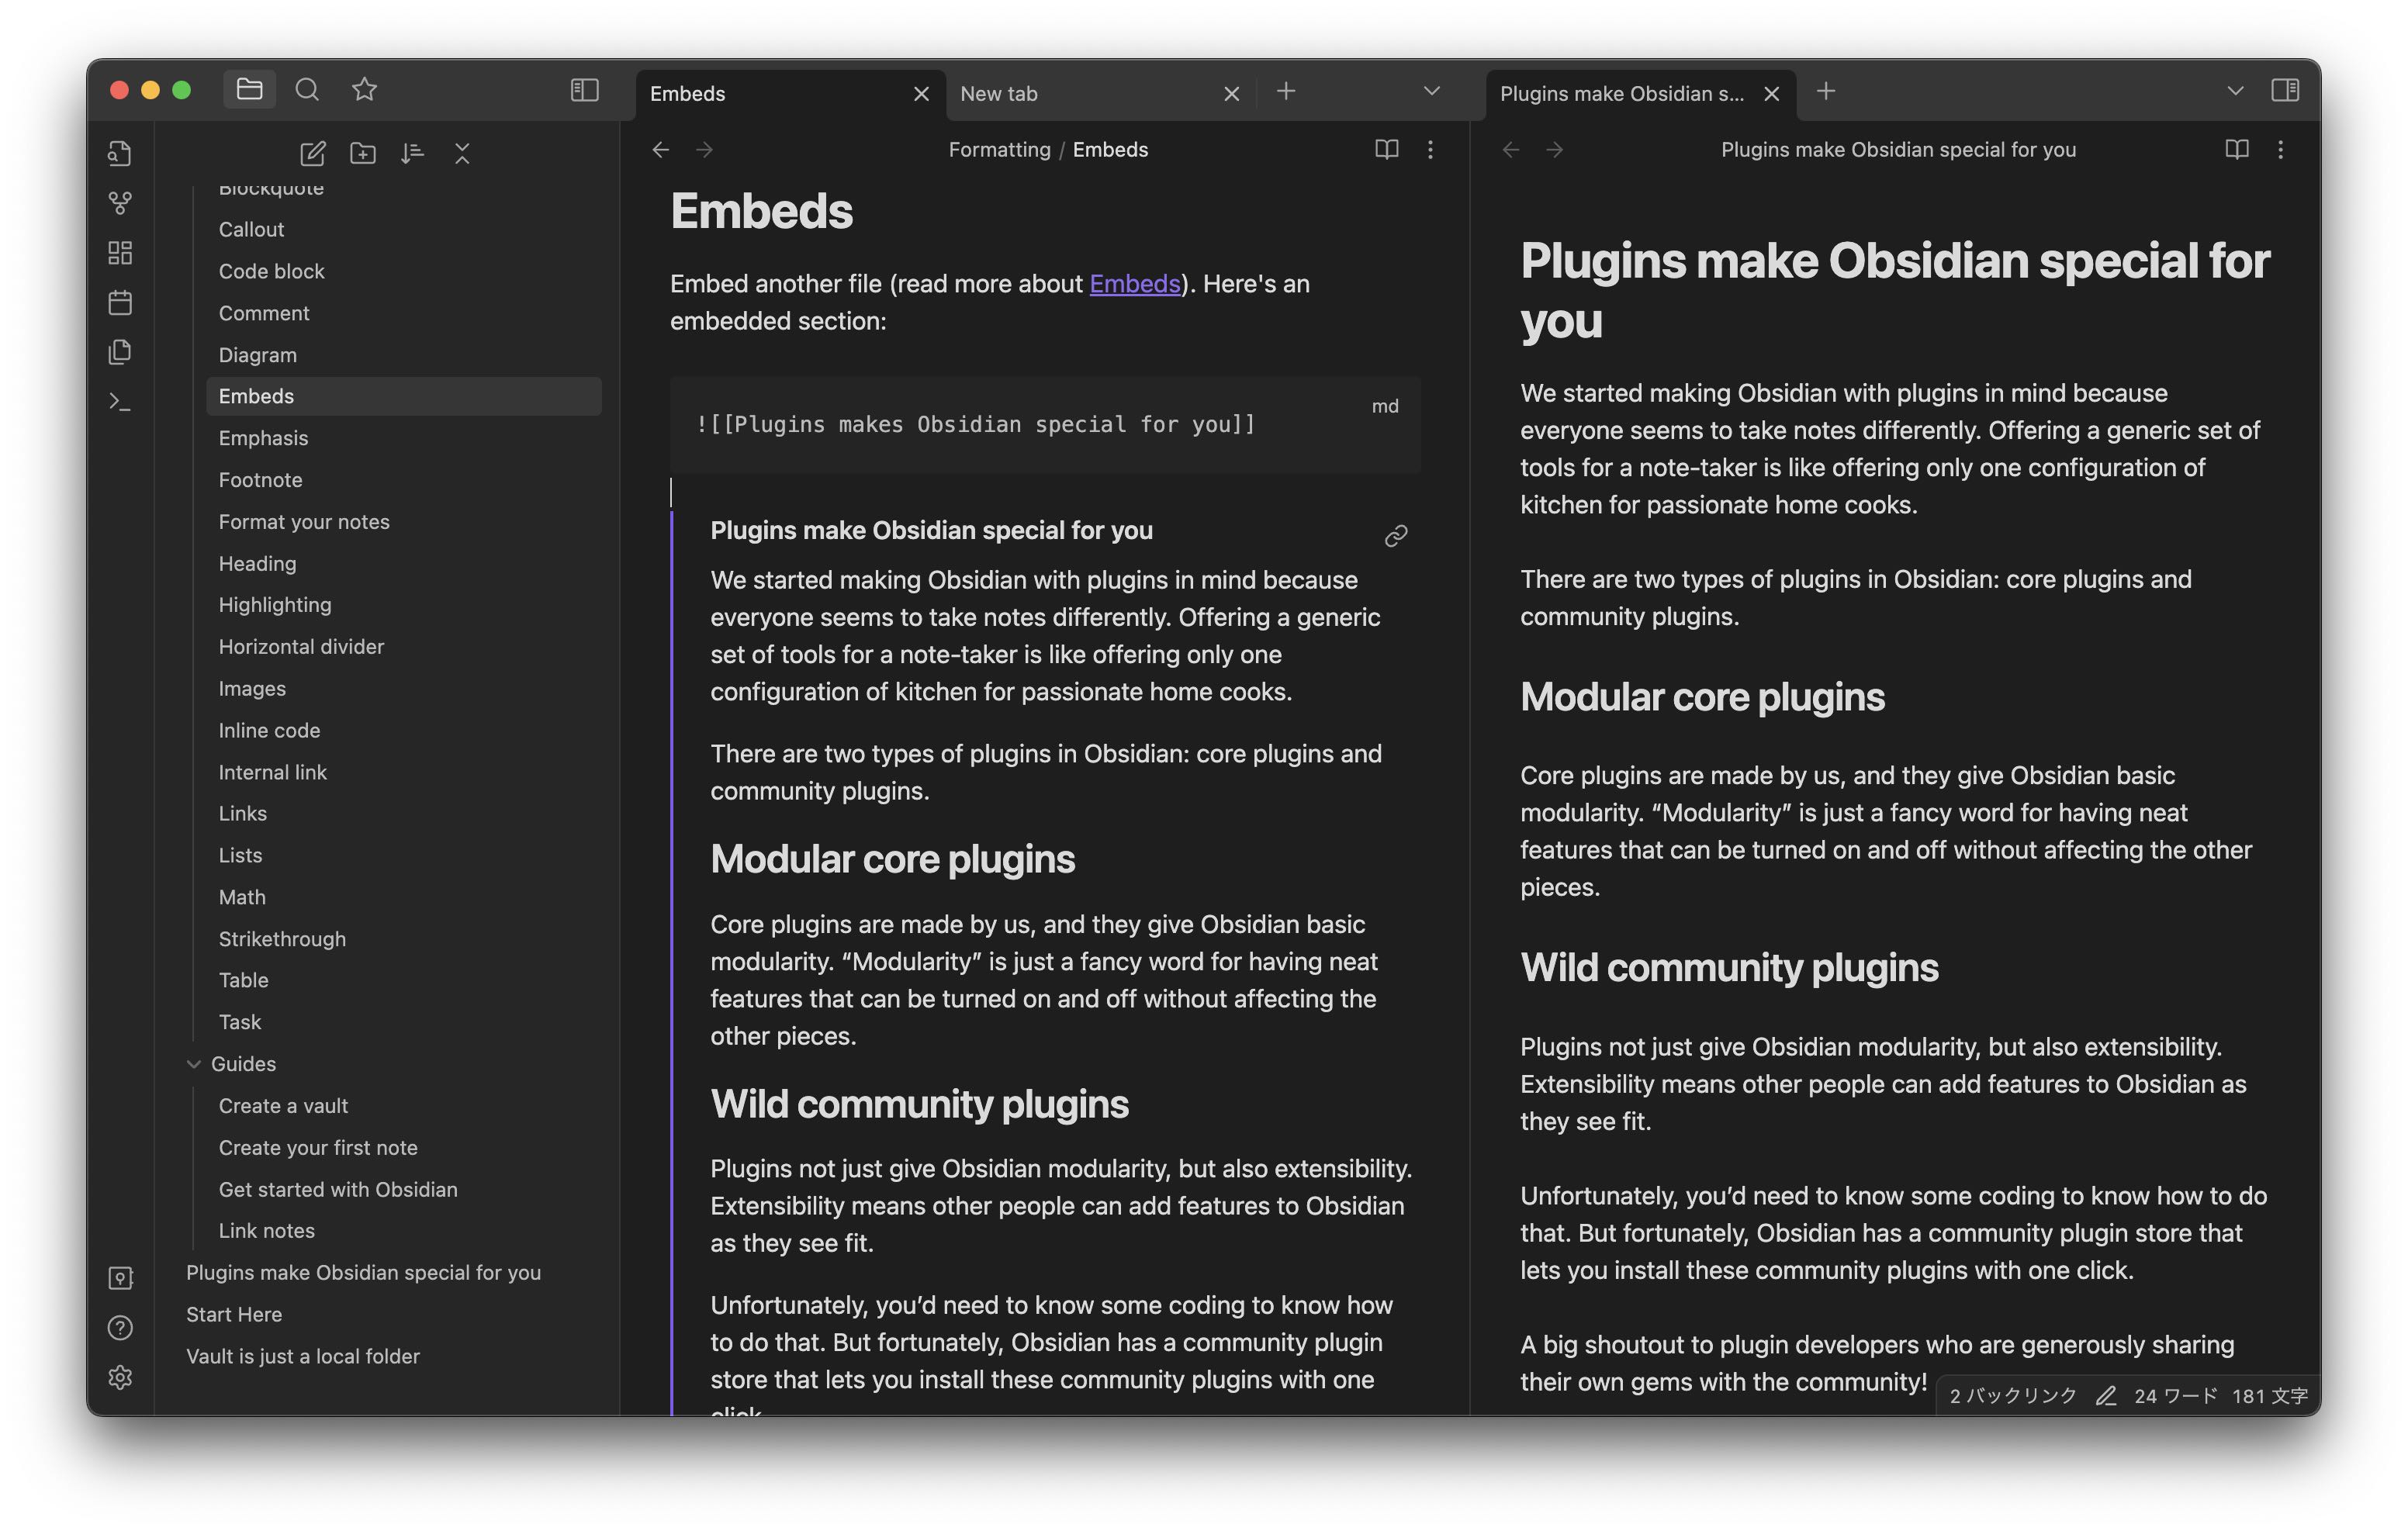 Embeds
New tab
Plugins make Obsidian s...
Blockquote
Callout
Code block
Comment
Diagram
Embeds
Emphasis
Footnote
Format your notes
Heading
Highlighting
Horizontal divider
Images
Inline code
Internal link
Links
Lists
Math
Strikethrough
Table
Task
Guides
Create a vault
Create your first note
Get started with Obsidian
Link notes
Plugins make Obsidian special for you
Start Here
Vault is just a local folder
Formatting / Embeds
Embeds
Embed another file (read more about Embeds). Here's an
embedded section:
md
![[Plugins makes Obsidian special for you]]
Plugins make Obsidian special for you
We started making Obsidian with plugins in mind because
everyone seems to take notes differently. Offering a generic
set of tools for a note-taker is like offering only one
configuration of kitchen for passionate home cooks.
There are two types of plugins in Obsidian: core plugins and
community plugins.
Modular core plugins
Core plugins are made by us, and they give Obsidian basic
modularity. “Modularity” is just a fancy word for having neat
features that can be turned on and off without affecting the
other pieces.
Wild community plugins
Plugins not just give Obsidian modularity, but also extensibility.
Extensibility means other people can add features to Obsidian
as they see fit.
Unfortunately, you’d need to know some coding to know how
to do that. But fortunately, Obsidian has a community plugin
store that lets you install these community plugins with one
click.
Plugins make Obsidian special for you
Plugins make Obsidian special for
you
We started making Obsidian with plugins in mind because
everyone seems to take notes differently. Offering a generic set of
tools for a note-taker is like offering only one configuration of
kitchen for passionate home cooks.
There are two types of plugins in Obsidian: core plugins and
community plugins.
Modular core plugins
Core plugins are made by us, and they give Obsidian basic
modularity. “Modularity” is just a fancy word for having neat
features that can be turned on and off without affecting the other
pieces.
Wild community plugins
Plugins not just give Obsidian modularity, but also extensibility.
Extensibility means other people can add features to Obsidian as
they see fit.
Unfortunately, you’d need to know some coding to know how to do
that. But fortunately, Obsidian has a community plugin store that
lets you install these community plugins with one click.
A big shoutout to plugin developers who are generously sharing
their own gems with the community!
2 バックリンク 24 ワード 181 文字